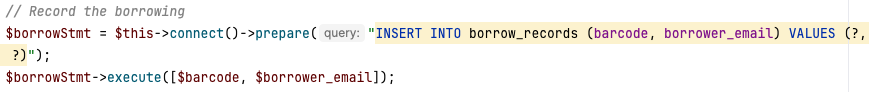 // Record the borrowing
$borrowStmt = $this->connect()->prepare( query: "INSERT INTO borrow_records (barcode, borrower_email) VALUES (?,
?)");
$borrowStmt->execute([$barcode, $borrower_email]);